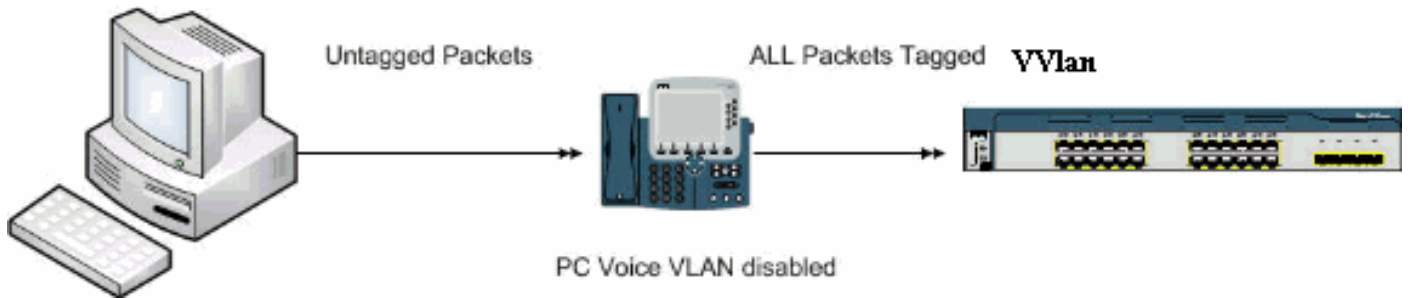 Untagged Packets
ALL Packets Tagged VVlan
PC Voice VLAN disabled